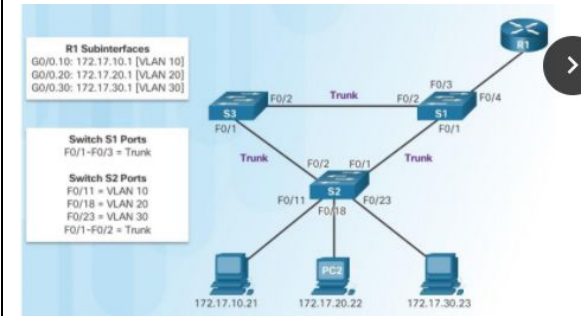 R1 Subinterfaces
G0/0.10: 172.17.10.1 [VLAN 10]
G0/0.20: 172.17.20.1 [VLAN 20]
G0/0.30: 172.17.30.1 [VLAN 30]
R1
F0/3
F0/2
Trunk
F0/2
F0/4
S3
S1
F0/1
F0/1
Switch S1 Ports
F0/1-F0/3 = Trunk
Trunk
Trunk
F0/2
F0/1
Switch S2 Ports
F0/11 = VLAN 10
F0/18 = VLAN 20
F0/23 = VLAN 30
F0/1-F0/2 = Trunk
S2
F0/11
F0/18
F0/23
PC2
172.17.10.21
172.17.20.22
172.17.30.23